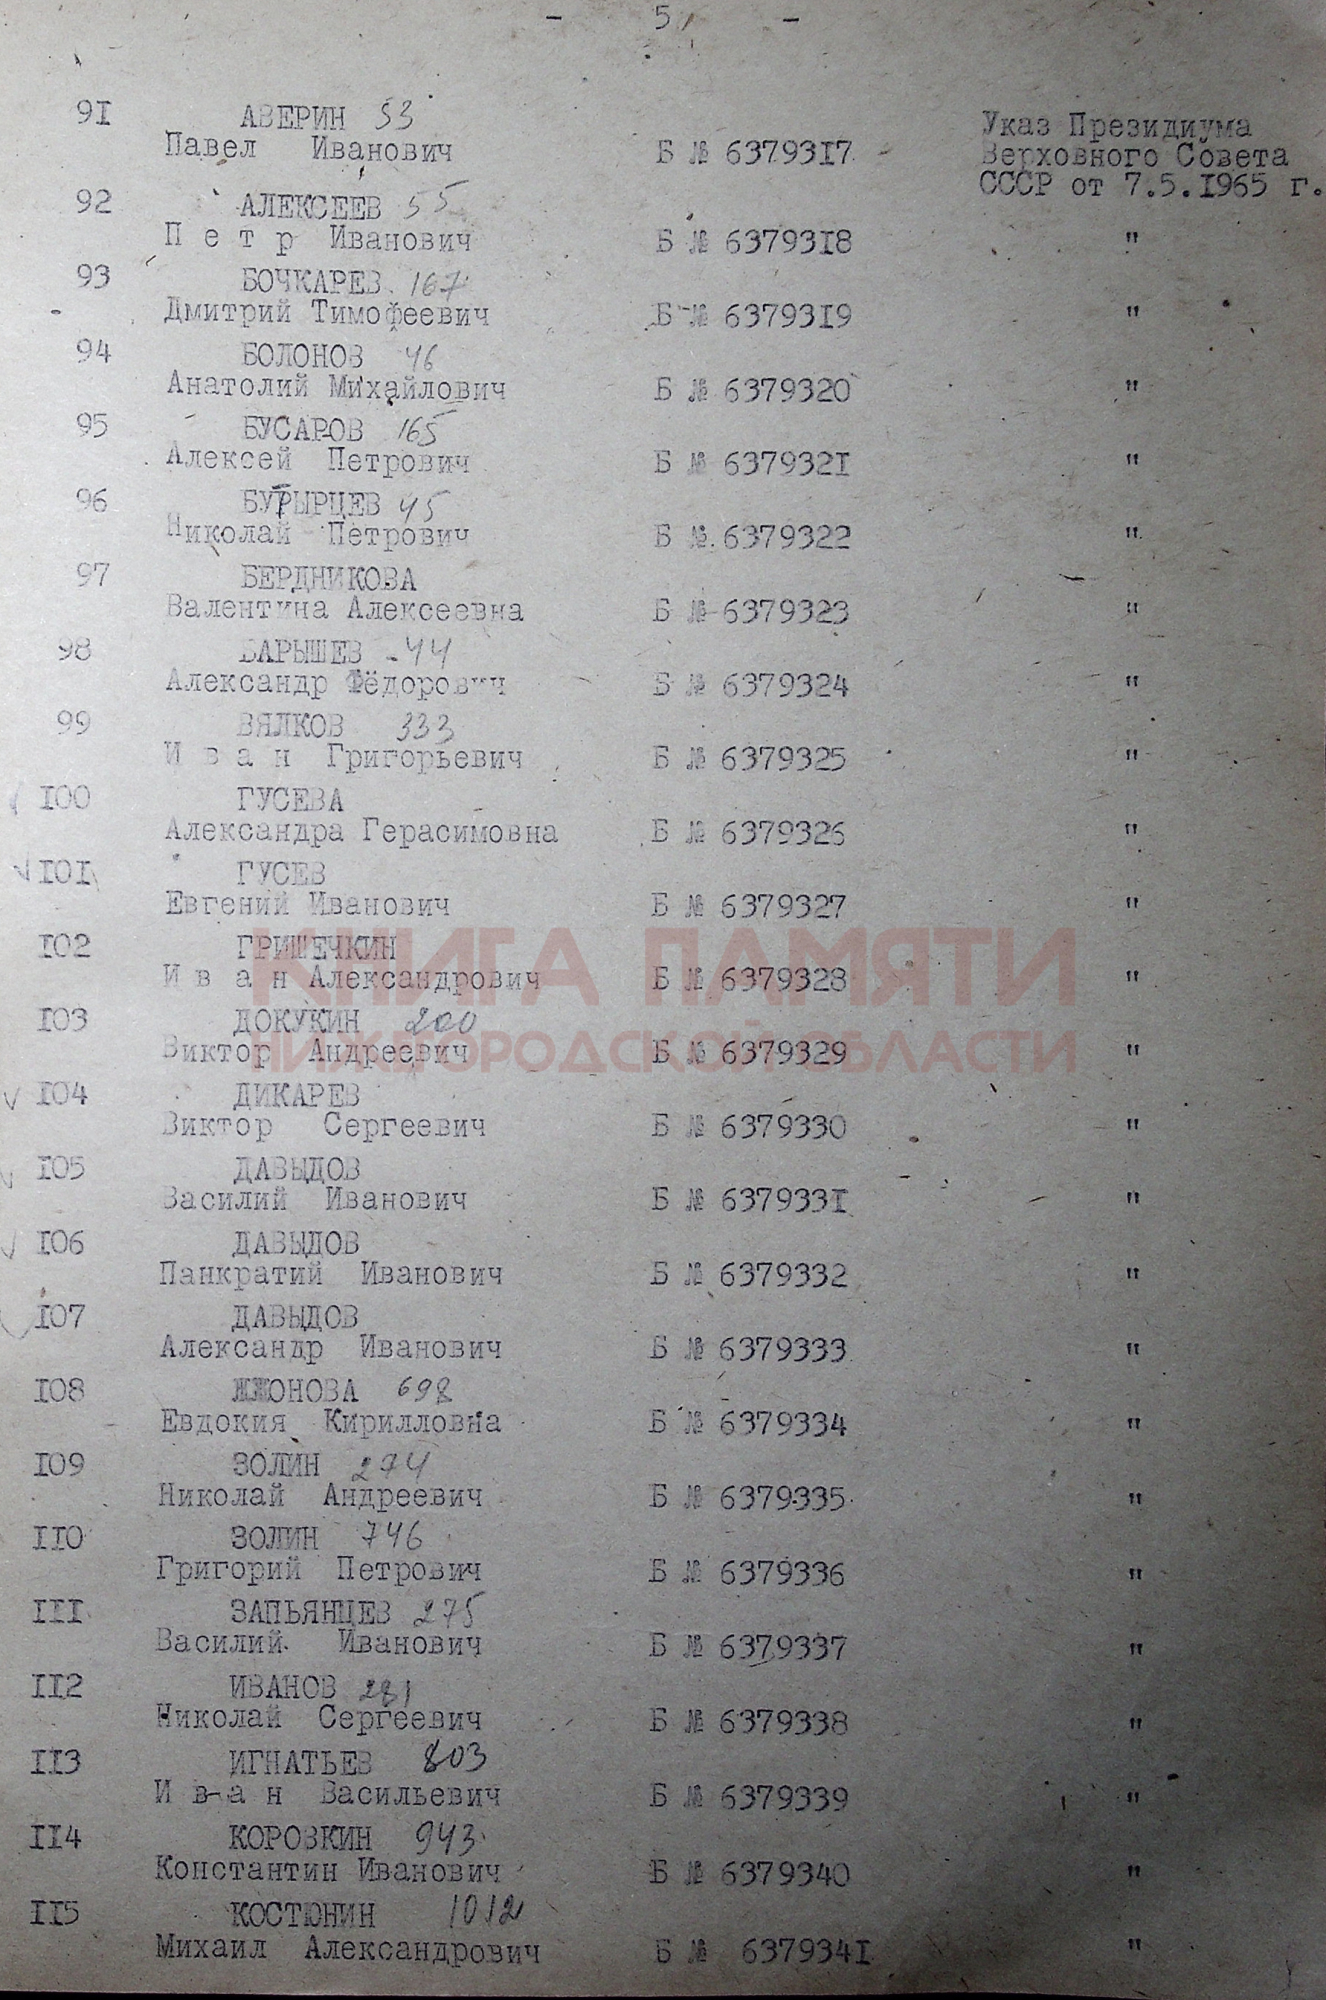 - 5 -
91 АВЕРИН 53
Павел Иванович Б № 6379317 Указ Президиума
Верховного Совета
СССР от 7.5.1965 г.
92 АЛЕКСЕЕВ 55
П е т р Иванович Б № 6379318 "
93 БОЧКАРЕВ 167
Дмитрий Тимофеевич Б № 6379319 "
94 БОЛОНОВ 46
Анатолий Михайлович Б № 6379320 "
95 БУСАРОВ 165
Алексей Петрович Б № 6379321 "
96 БУТЫРЦЕВ 45
Николай Петрович Б № 6379322 "
97 БЕРДНИКОВА
Валентина Алексеевна Б № 6379323 "
98 БАРЫШЕВ 44
Александр Фёдорович Б № 6379324 "
99 ВЯЛКОВ 333
И в а н Григорьевич Б № 6379325 "
100 ГУСЕВА
Александра Герасимовна Б № 6379326 "
101 ГУСЕВ
Евгений Иванович Б № 6379327 "
102 ГРИШЕЧКИН
И в а н Александрович Б № 6379328 "
КНИГА ПАМЯТИ
103 ДОКУКИН 200
Виктор Андреевич Б № 6379329 "
НИЖЕГОРОДСКОЙ ОБЛАСТИ
104 ДИКАРЕВ
Виктор Сергеевич Б № 6379330 "
105 ДАВЫДОВ
Василий Иванович Б № 6379331 "
106 ДАВЫДОВ
Панкратий Иванович Б № 6379332 "
107 ДАВЫДОВ
Александр Иванович Б № 6379333 "
108 698
Евдокия Кирилловна Б № 6379334 "
109 ЗОЛИН 274
Николай Андреевич Б № 6379335 "
110 ЗОЛИН 746
Григорий Петрович Б № 6379336 "
111 ЗАПЬЯНЦЕВ 275
Василий Иванович Б № 6379337 "
112 ИВАНОВ 281
Николай Сергеевич Б № 6379338 "
113 ИГНАТЬЕВ 803
И в а н Васильевич Б № 6379339 "
114 КОРОВКИН 943
Константин Иванович Б № 6379340 "
115 КОСТЮНИН 1012
Михаил Александрович Б № 6379341 "